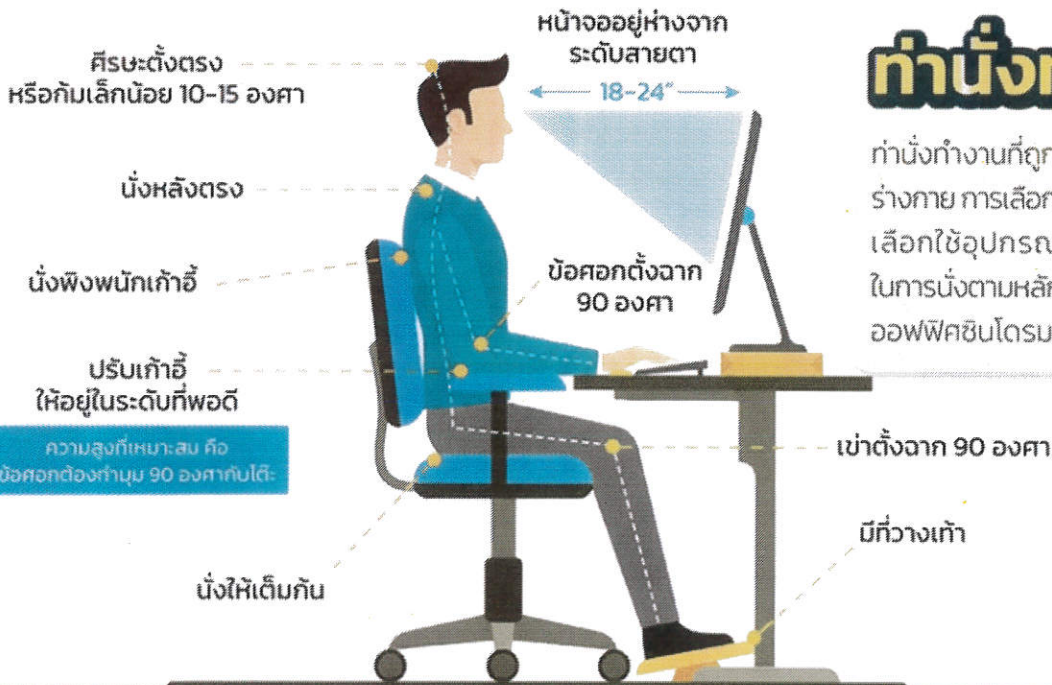 ศีรษะตั้งตรง
หรือก้มเล็กน้อย 10-15 องศา
นั่งหลังตรง
นั่งพิงพนักเก้าอี้
ปรับเก้าอี้
ให้อยู่ในระดับที่พอดี
ความสูงที่เหมาะสม คือ
ข้อศอกต้องทำมุม 90 องศากับโต๊ะ
นั่งให้เต็มก้น
หน้าจออยู่ห่างจาก
ระดับสายตา
18-24"
ข้อศอกตั้งฉาก
90 องศา
เข่าตั้งฉาก 90 องศา
มีที่วางเท้า
ท่านั่งท
ท่านั่งทำงานที่ถูก
ร่างกาย การเลือก
เลือกใช้อุปกรณ
ในการนั่งตามหลัก
ออฟฟิศซินโดรม